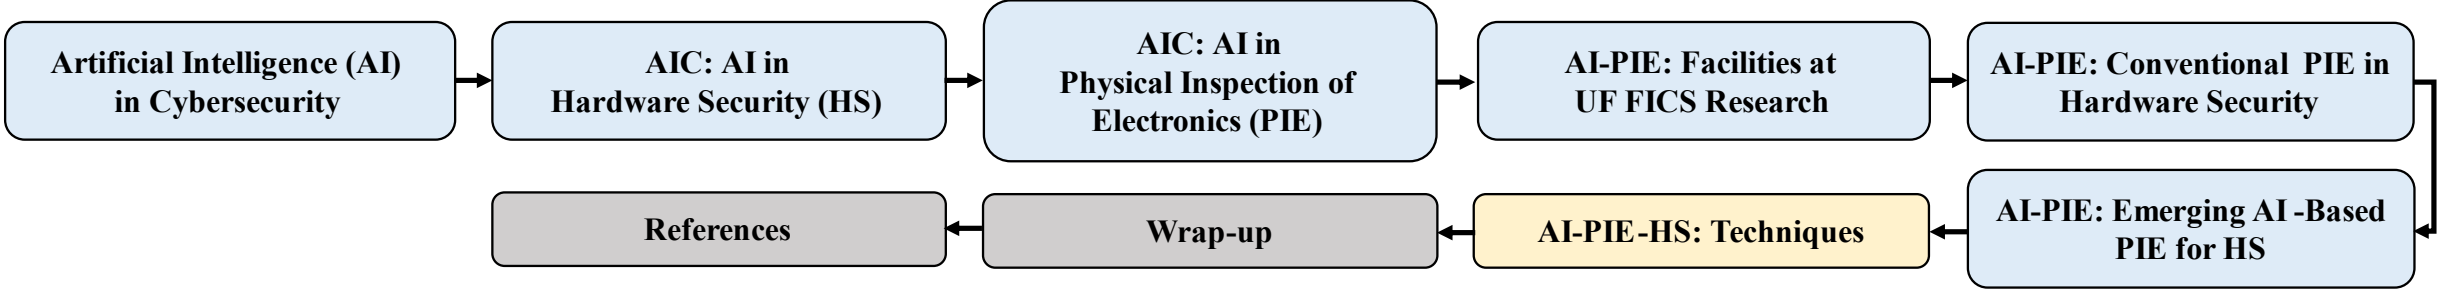 Artificial Intelligence (AI)
in Cybersecurity
AIC: AI in
Hardware Security (HS)
AIC: AI in
Physical Inspection of
Electronics (PIE)
AI-PIE: Facilities at
UF FICS Research
AI-PIE: Conventional PIE in
Hardware Security
AI-PIE: Emerging AI -Based
PIE for HS
AI-PIE-HS: Techniques
Wrap-up
References